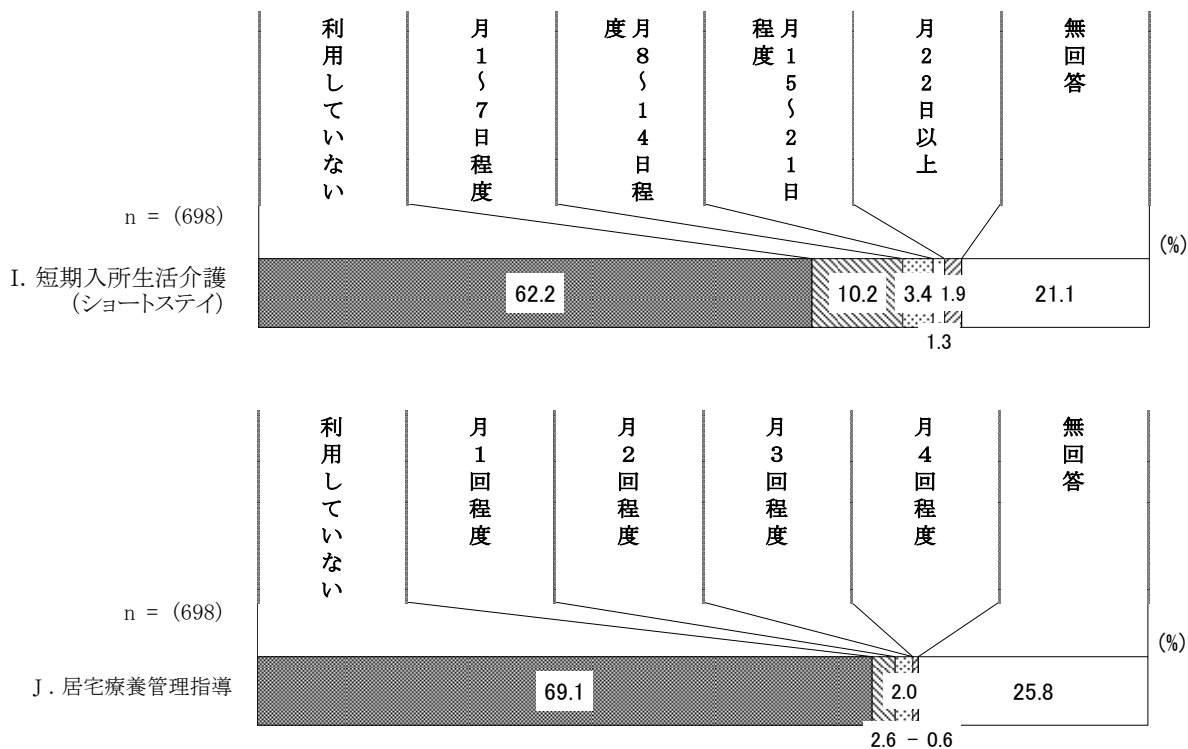 利用していない
月１～７日程度
月８～１４日程度
月１５～２１日程度
月２２日以上
無回答
n = (698)
(%)
I. 短期入所生活介護
(ショートステイ)
62.2
10.2
3.4
1.9
21.1
1.3
利用していない
月１回程度
月２回程度
月３回程度
月４回程度
無回答
n = (698)
(%)
J. 居宅療養管理指導
69.1
2.0
25.8
2.6 - 0.6